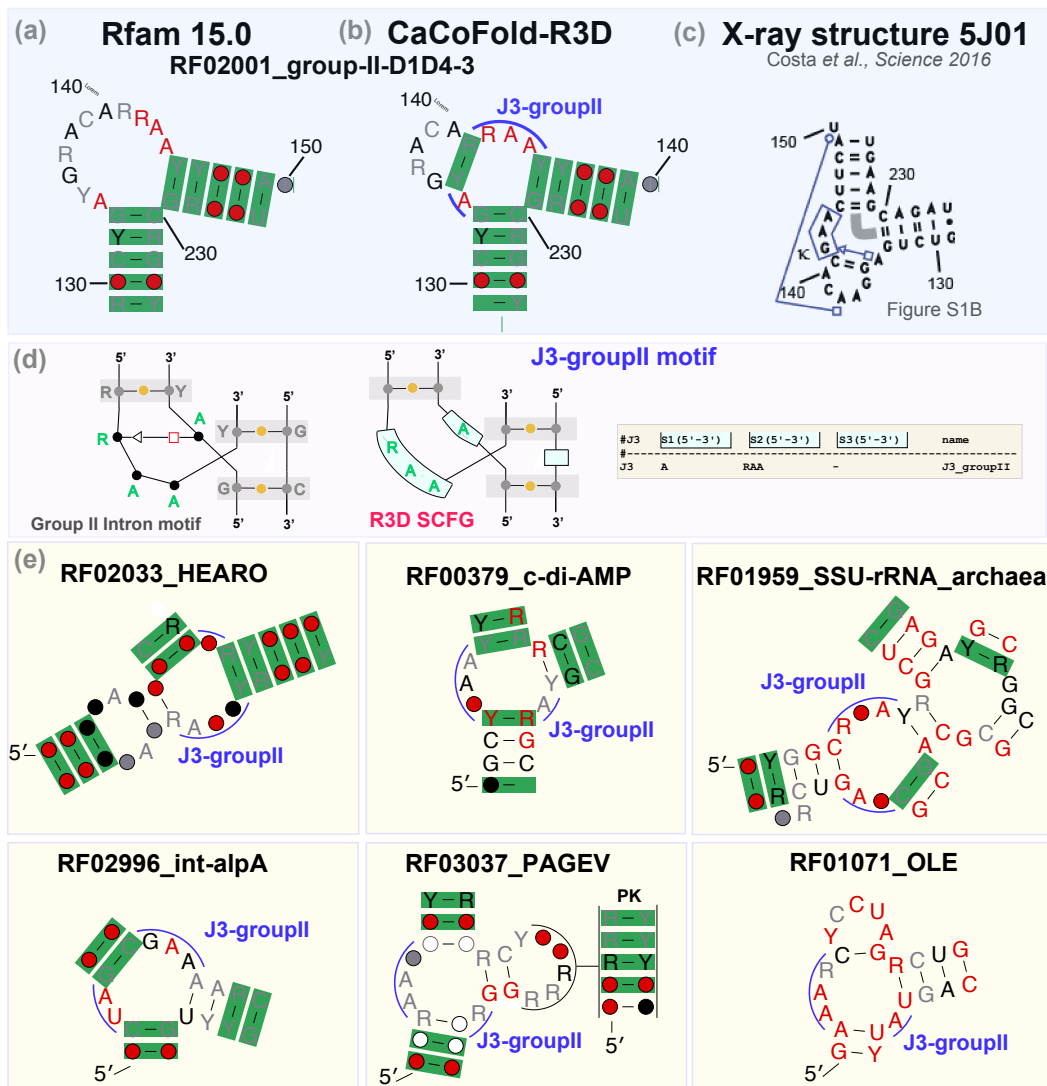 (a) Rfam 15.0
(b) CaCoFold-R3D
(c) X-ray structure 5J01
Costa et al., Science 2016
RF02001_group-II-D1D4-3
140
A
C
A
R
R
A
A
R
G
Y
A
150
230
130
Y
140
J3-groupII
A
C
A
R
A
A
R
G
A
140
230
130
Y
150
U
A
C
U
U
C
U
G
A
A
G
230
C A G A U
G U C U G
A
A
G
κ
C
G
A
G
140
A
C
A
A
G
130
Figure S1B
(d)
J3-groupII motif
5’ 3’
R Y
3’ 5’
R A
Y G
A A
G C
5’ 3’
Group II Intron motif
5’ 3’
3’ 5’
A
R
A
A
5’ 3’
R3D SCFG
#J3 S1(5'-3') S2(5'-3') S3(5'-3') name
#-----------------------------------------
J3 A RAA - J3_groupII
(e)
RF02033_HEARO
R
A
R
A
A
J3-groupII
5’
RF00379_c-di-AMP
Y R
Y R R
C G
G C
A
A
Y
A
Y R
C G
G C
J3-groupII
5’
RF01959_SSU-rRNA_archaea
G
A
G
C
U
C
G
A
Y
R
G
C
G
G
C
G
J3-groupII
R A Y R
C
G
C
G
G
G
C
R
U
G
A
A
C
G
Y
R
5’
RF02996_int-alpA
G
A
A
A
A
J3-groupII
G
A
U
U
Y
Y
R
C
G
5’
RF03037_PAGEV
Y R
R C Y
R
G G R R
A
A
A
R R
J3-groupII
5’
PK
H Y
H Y
R Y
5’
RF01071_OLE
C C
Y U
C A
R G
A R C U G
A
A U G A C
A A
A U
G Y
J3-groupII
5’